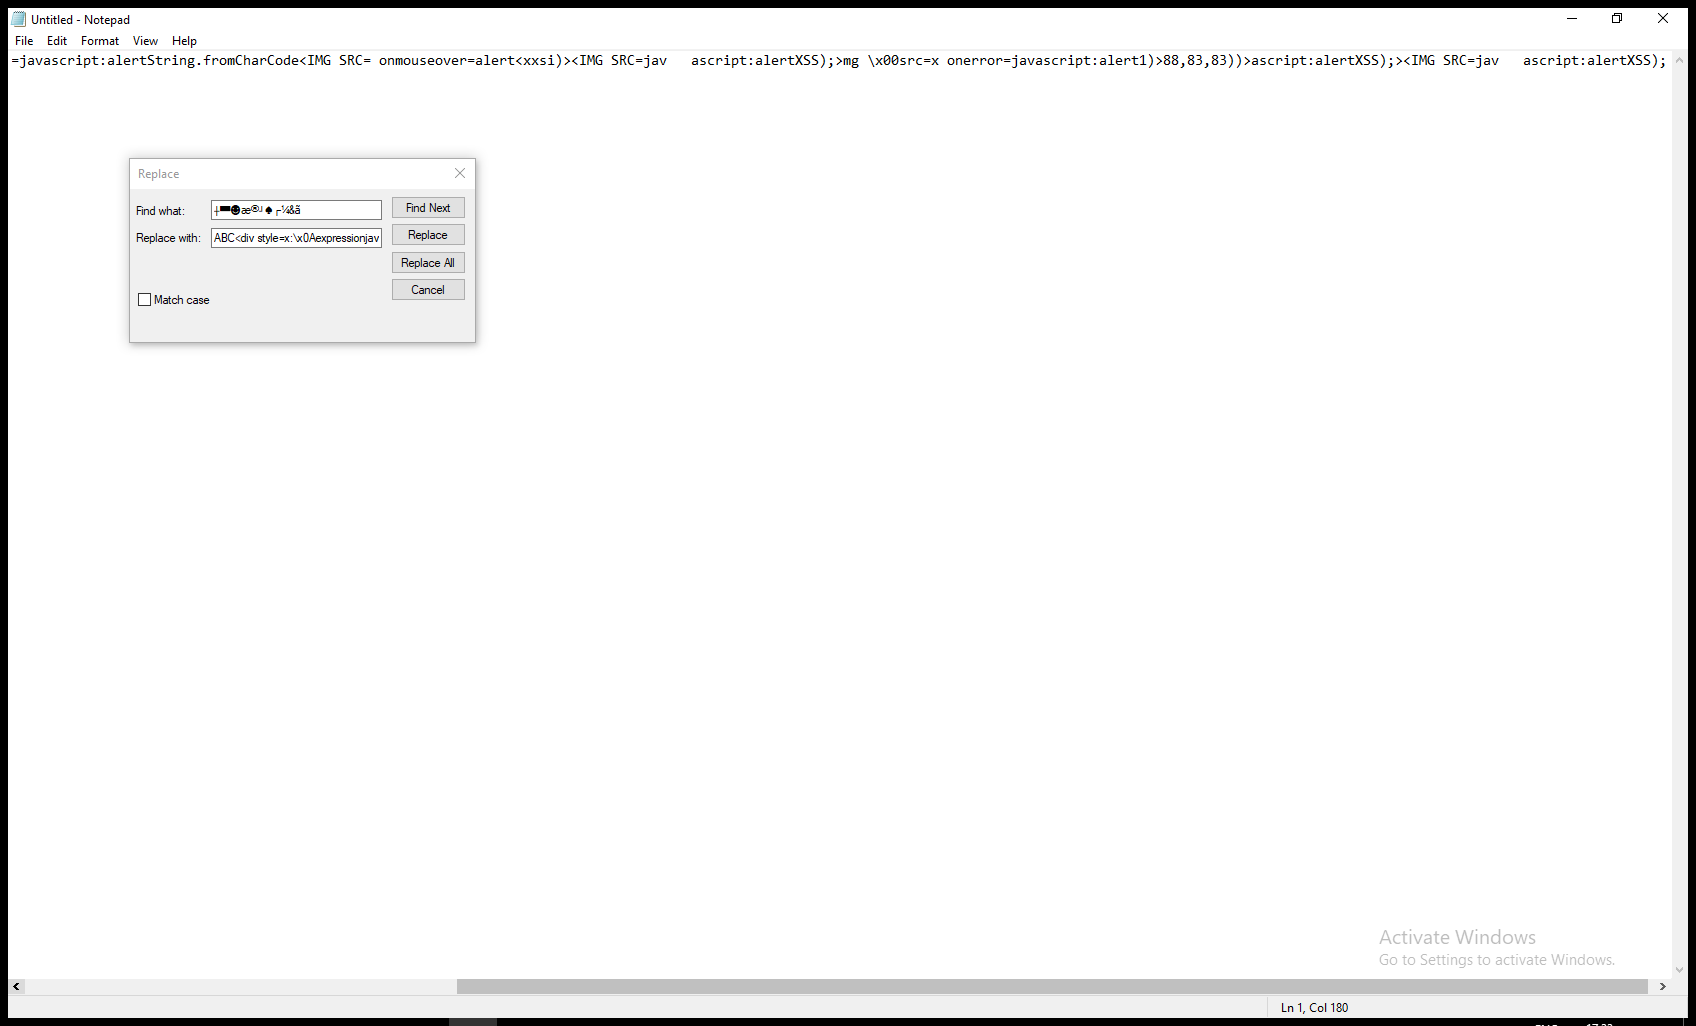 Untitled - Notepad
File Edit Format View Help
=javascript:alertString.fromCharCode<IMG SRC= onmouseover=alert<xxsi)><IMG SRC=jav   ascript:alertXSS);>mg \x00src=x onerror=javascript:alert1)>88,83,83))>ascript:alertXSS);><IMG SRC=jav   ascript:alertXSS);
Replace
Find what:
Find Next
Replace with: ABC<div style=x:\x0Aexpressionjav
Replace
Replace All
Cancel
Match case
Activate Windows
Go to Settings to activate Windows.
Ln 1, Col 180